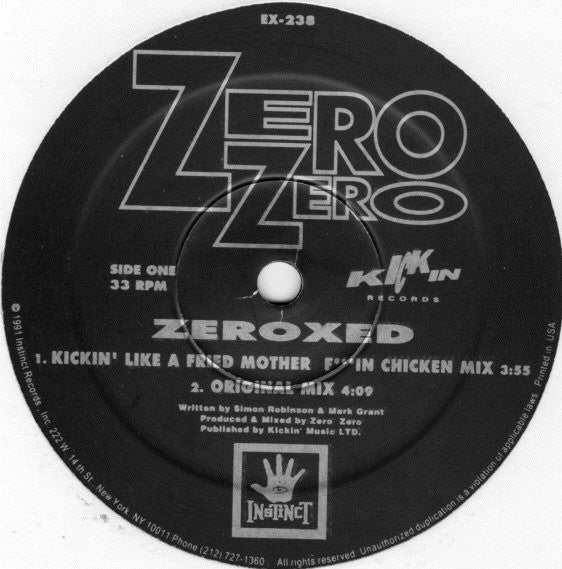 EX-238
ZERO
ZERO
SIDE ONE
33 RPM
KICKIN
RECORDS
ZEROXED
1. KICKIN' LIKE A FRIED MOTHER F***IN CHICKEN MIX 3:55
2. ORIGINAL MIX 4:09
Written by Simon Robinson & Mark Grant
Produced & Mixed by Zero Zero
Published by Kickin' Music LTD.
INSTINCT
℗ 1991 Instinct Records, Inc. 222 W. 14 th St. New York, NY 10011 Phone (212) 727-1360. All rights reserved. Unauthorized duplication is a violation of applicable laws. Printed in USA